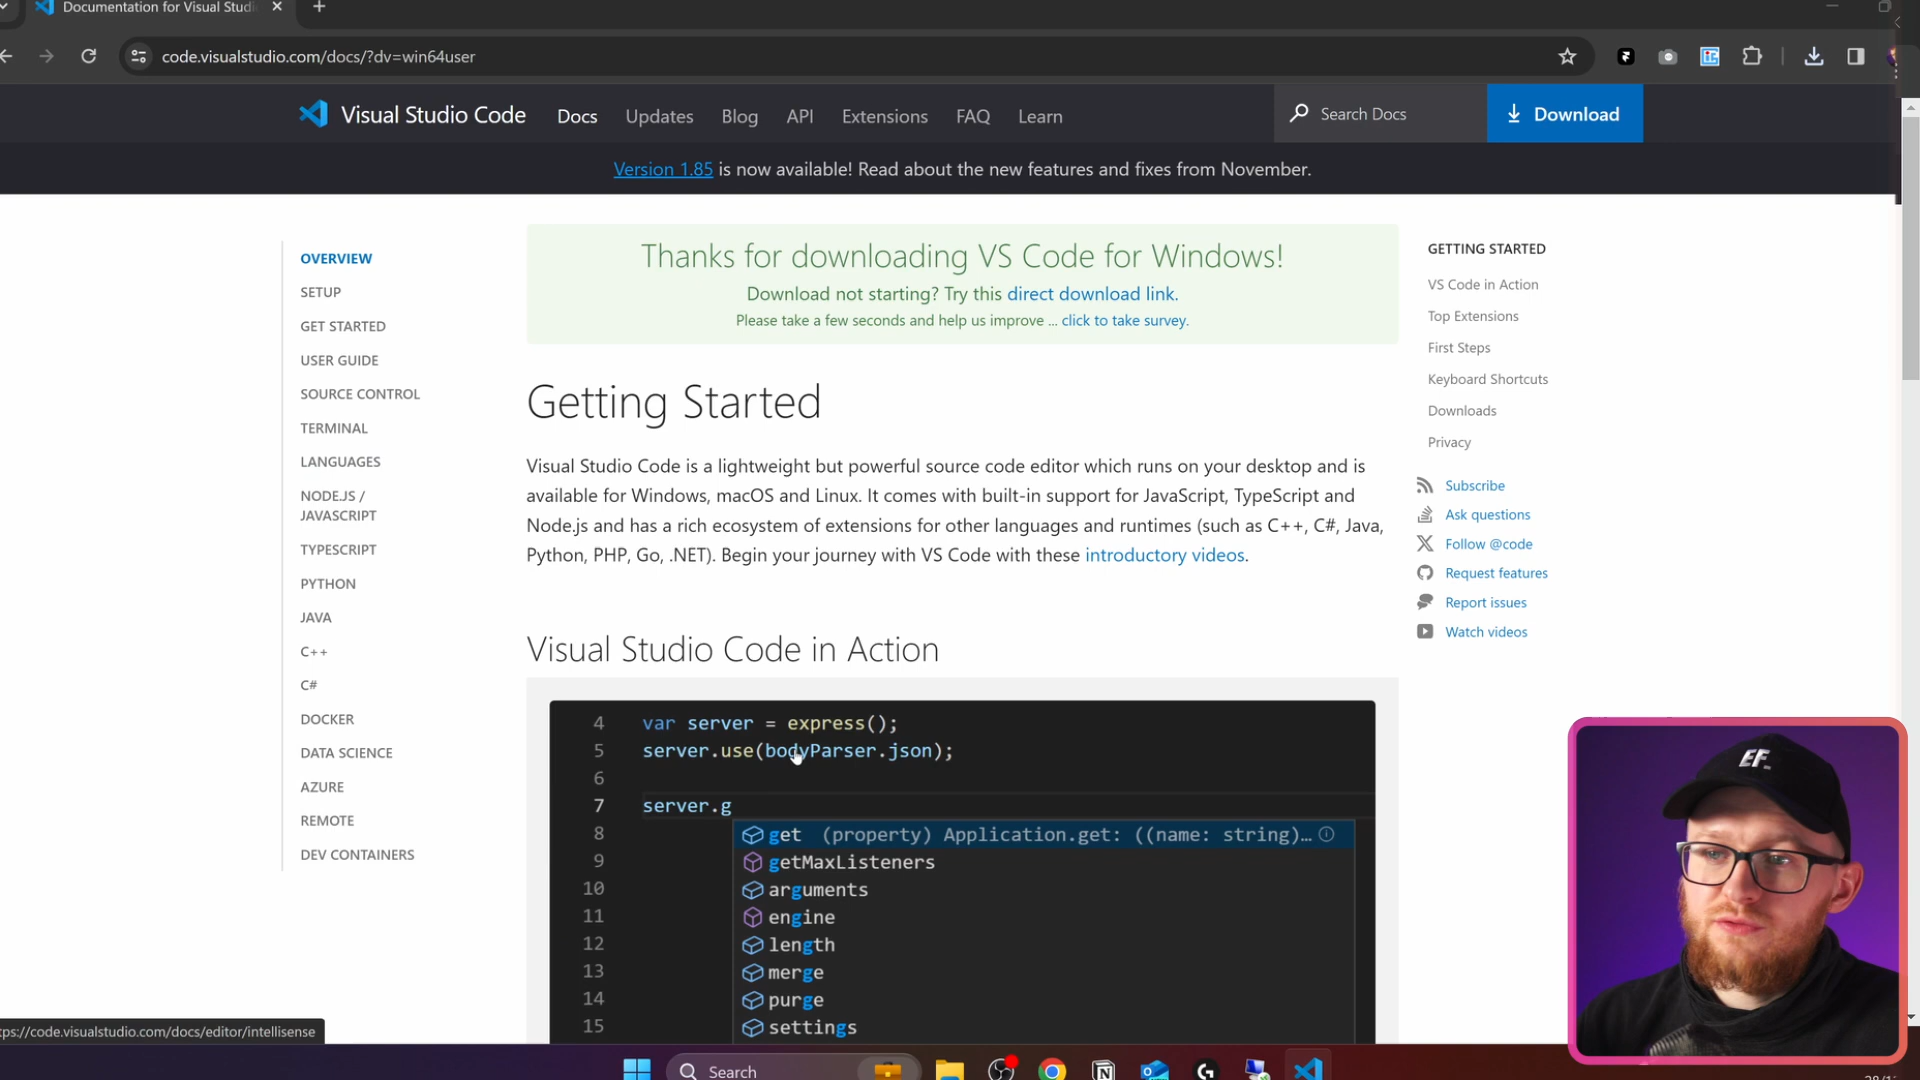 Documentation for Visual Studi
code.visualstudio.com/docs/?dv=win64user
Visual Studio Code
Docs
Updates
Blog
API
Extensions
FAQ
Learn
Search Docs
Download
Version 1.85 is now available! Read about the new features and fixes from November.
OVERVIEW
SETUP
GET STARTED
USER GUIDE
SOURCE CONTROL
TERMINAL
LANGUAGES
NODE.JS /
JAVASCRIPT
TYPESCRIPT
PYTHON
JAVA
C++
C#
DOCKER
DATA SCIENCE
AZURE
REMOTE
DEV CONTAINERS
Thanks for downloading VS Code for Windows!
Download not starting? Try this direct download link.
Please take a few seconds and help us improve ... click to take survey.
Getting Started
Visual Studio Code is a lightweight but powerful source code editor which runs on your desktop and is
available for Windows, macOS and Linux. It comes with built-in support for JavaScript, TypeScript and
Node.js and has a rich ecosystem of extensions for other languages and runtimes (such as C++, C#, Java,
Python, PHP, Go, .NET). Begin your journey with VS Code with these introductory videos.
Visual Studio Code in Action
4 var server = express();
5 server.use(bodyParser.json);
6
7 server.g
8 get (property) Application.get: ((name: string)...
9 getMaxListeners
10 arguments
11 engine
12 length
13 merge
14 purge
15 settings
GETTING STARTED
VS Code in Action
Top Extensions
First Steps
Keyboard Shortcuts
Downloads
Privacy
Subscribe
Ask questions
Follow @code
Request features
Report issues
Watch videos
EF.
ps://code.visualstudio.com/docs/editor/intellisense
Search